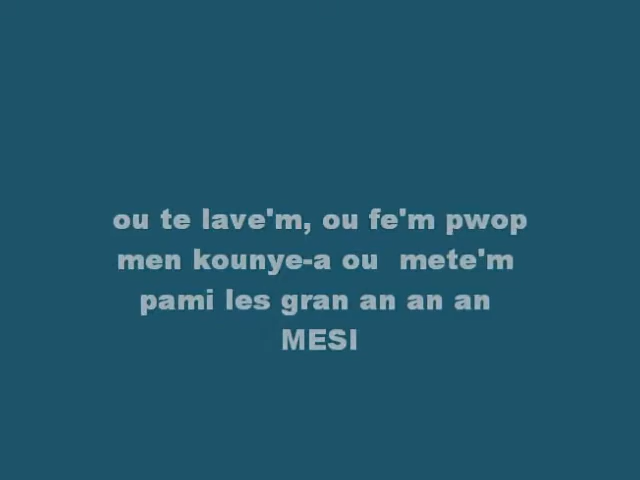 ou te lave'm, ou fe'm pwop
men kounye-a ou  mete'm
pami les gran an an an
MESI